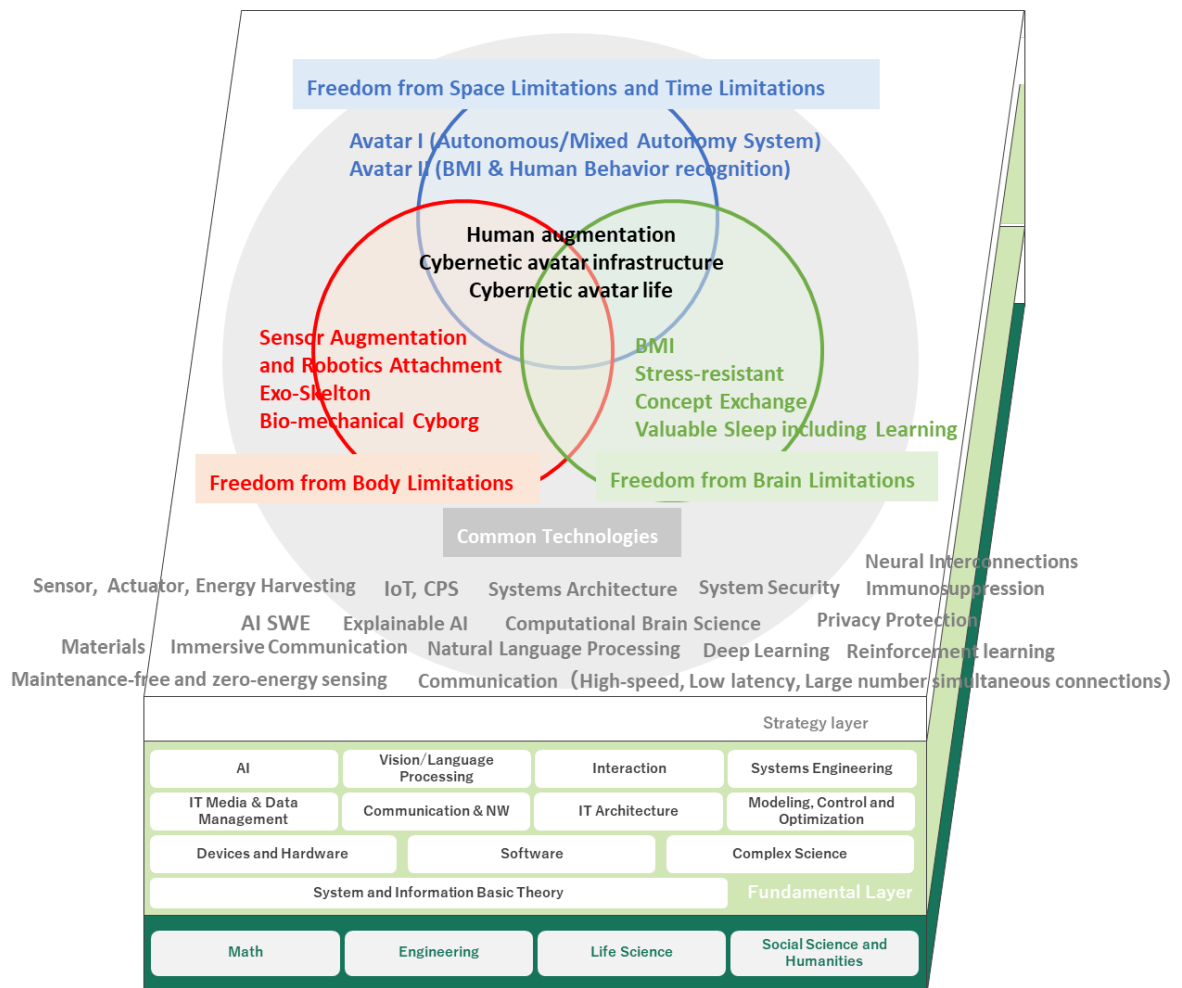 Freedom from Space Limitations and Time Limitations
Avatar I (Autonomous/Mixed Autonomy System)
Avatar II (BMI & Human Behavior recognition)
Human augmentation
Cybernetic avatar infrastructure
Cybernetic avatar life
Sensor Augmentation
and Robotics Attachment
Exo-Skelton
Bio-mechanical Cyborg
BMI
Stress-resistant
Concept Exchange
Valuable Sleep including Learning
Freedom from Body Limitations
Freedom from Brain Limitations
Common Technologies
Neural Interconnections
Sensor, Actuator, Energy Harvesting
IoT, CPS
Systems Architecture
System Security
Immunosuppression
AI SWE
Explainable AI
Computational Brain Science
Privacy Protection
Materials
Immersive Communication
Natural Language Processing
Deep Learning
Reinforcement learning
Maintenance-free and zero-energy sensing
Communication（High-speed, Low latency, Large number simultaneous connections）
Strategy layer
AI
Vision/Language
Processing
Interaction
Systems Engineering
IT Media & Data
Management
Communication & NW
IT Architecture
Modeling, Control and
Optimization
Devices and Hardware
Software
Complex Science
System and Information Basic Theory
Fundamental Layer
Math
Engineering
Life Science
Social Science and
Humanities